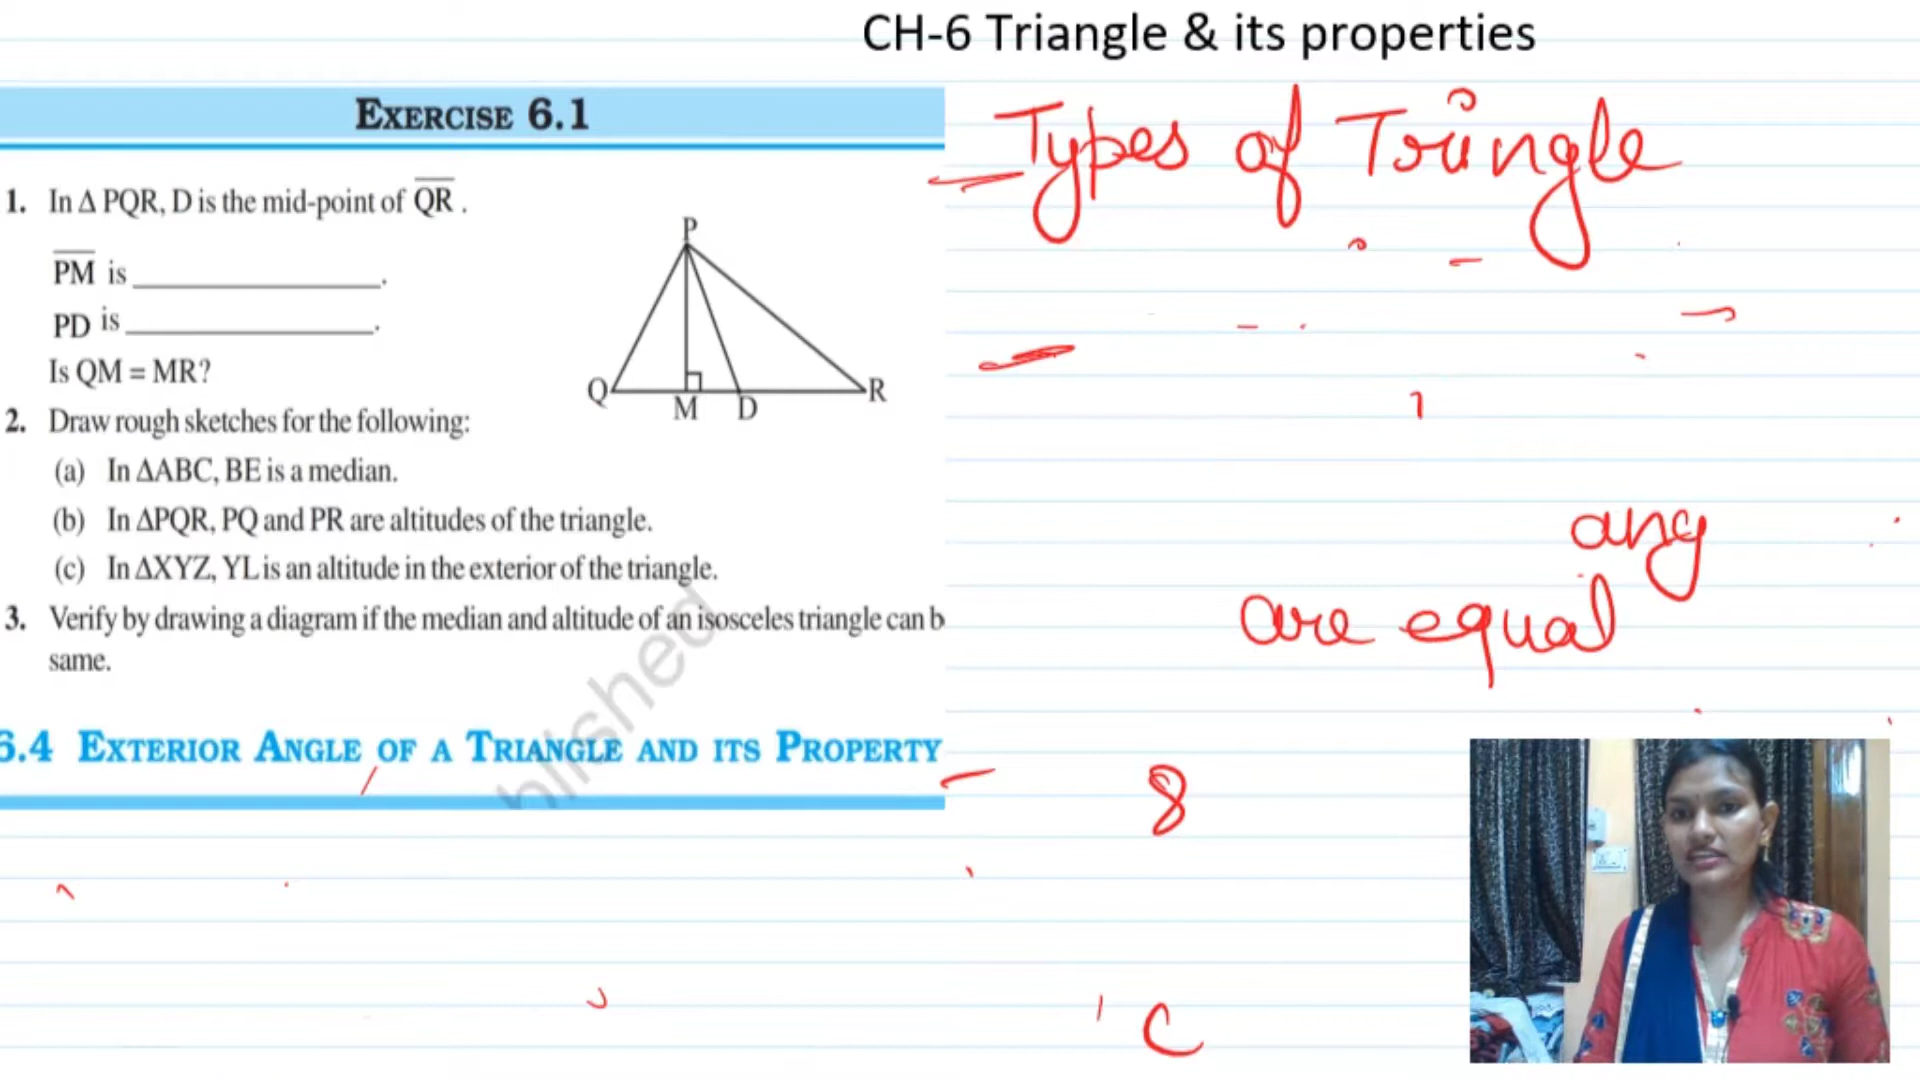 CH-6 Triangle & its properties
EXERCISE 6.1
1. In Δ PQR, D is the mid-point of QR .
PM is ____________.
PD is ____________.
Is QM = MR?
P
Q
M
D
R
2. Draw rough sketches for the following:
(a) In ΔABC, BE is a median.
(b) In ΔPQR, PQ and PR are altitudes of the triangle.
(c) In ΔXYZ, YL is an altitude in the exterior of the triangle.
3. Verify by drawing a diagram if the median and altitude of an isosceles triangle can b
same.
blished
6.4 EXTERIOR ANGLE OF A TRIANGLE AND ITS PROPERTY
Types of Triangle
ang
are equal
8
C